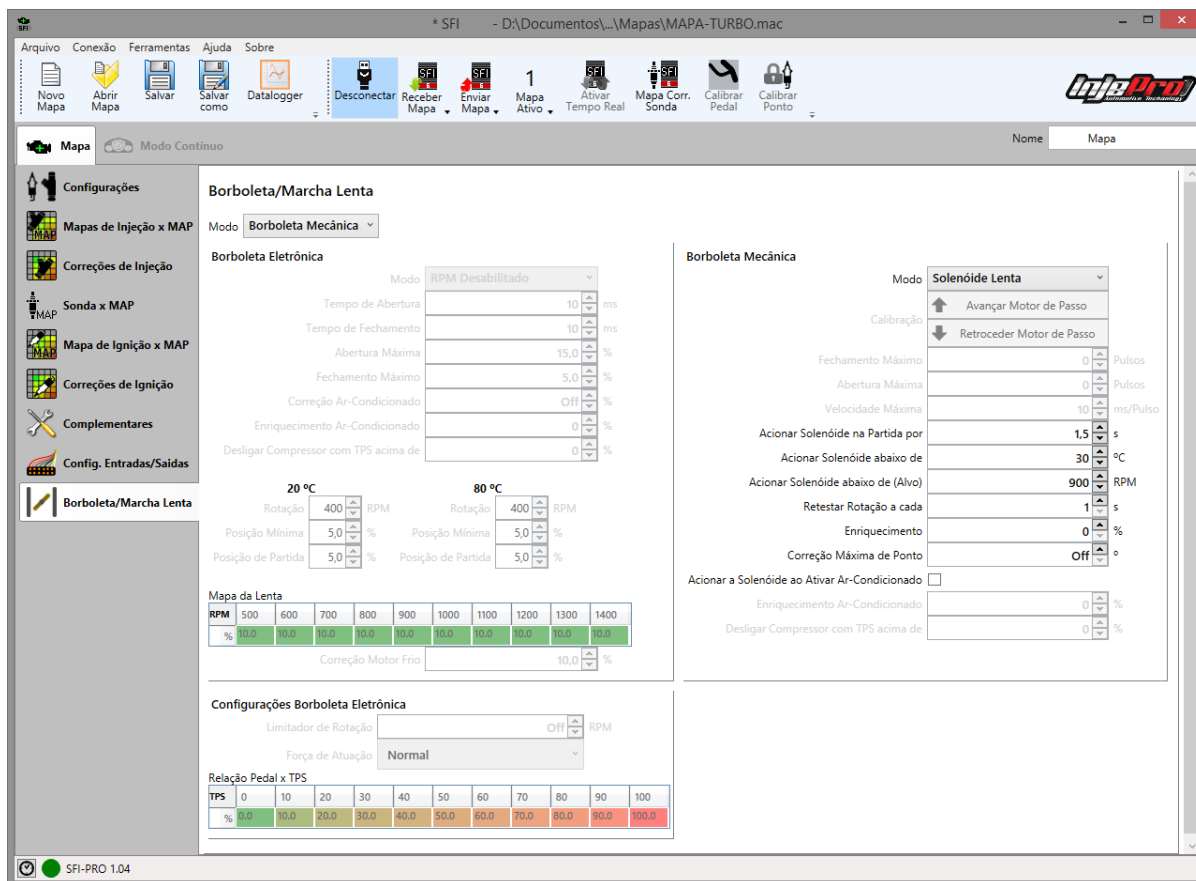 * SFI - D:\Documentos\...\Mapas\MAPA-TURBO.mac
Arquivo Conexão Ferramentas Ajuda Sobre
Novo Mapa Abrir Mapa Salvar Salvar como Datalogger Desconectar Receber Mapa Enviar Mapa 1 Mapa Ativo Ativar Tempo Real Mapa Corr. Sonda Calibrar Pedal Calibrar Ponto
InjePro Automotive Technology
Mapa Modo Contínuo Nome Mapa
Configurações
Mapas de Injeção x MAP
Correções de Injeção
Sonda x MAP
Mapa de Ignição x MAP
Correções de Ignição
Complementares
Config. Entradas/Saidas
Borboleta/Marcha Lenta
Borboleta/Marcha Lenta
Modo Borboleta Mecânica
Borboleta Eletrônica
Modo RPM Desabilitado
Tempo de Abertura 10 ms
Tempo de Fechamento 10 ms
Abertura Máxima 15,0 %
Fechamento Máximo 5,0 %
Correção Ar-Condicionado Off %
Enriquecimento Ar-Condicionado 0 %
Desligar Compressor com TPS acima de 0 %
20 ºC 80 ºC
Rotação 400 RPM Rotação 400 RPM
Posição Mínima 5,0 % Posição Mínima 5,0 %
Posição de Partida 5,0 % Posição de Partida 5,0 %
Mapa da Lenta
RPM 500 600 700 800 900 1000 1100 1200 1300 1400
% 10.0 10.0 10.0 10.0 10.0 10.0 10.0 10.0 10.0 10.0
Correção Motor Frio 10,0 %
Configurações Borboleta Eletrônica
Limitador de Rotação Off RPM
Força de Atuação Normal
Relação Pedal x TPS
TPS 0 10 20 30 40 50 60 70 80 90 100
% 0.0 10.0 20.0 30.0 40.0 50.0 60.0 70.0 80.0 90.0 100.0
Borboleta Mecânica
Modo Solenóide Lenta
Calibração Avançar Motor de Passo
Retroceder Motor de Passo
Fechamento Máximo 0 Pulsos
Abertura Máxima 0 Pulsos
Velocidade Máxima 10 ms/Pulso
Acionar Solenóide na Partida por 1,5 s
Acionar Solenóide abaixo de 30 ºC
Acionar Solenóide abaixo de (Alvo) 900 RPM
Retestar Rotação a cada 1 s
Enriquecimento 0 %
Correção Máxima de Ponto Off º
Acionar a Solenóide ao Ativar Ar-Condicionado
Enriquecimento Ar-Condicionado 0 %
Desligar Compressor com TPS acima de 0 %
SFI-PRO 1.04